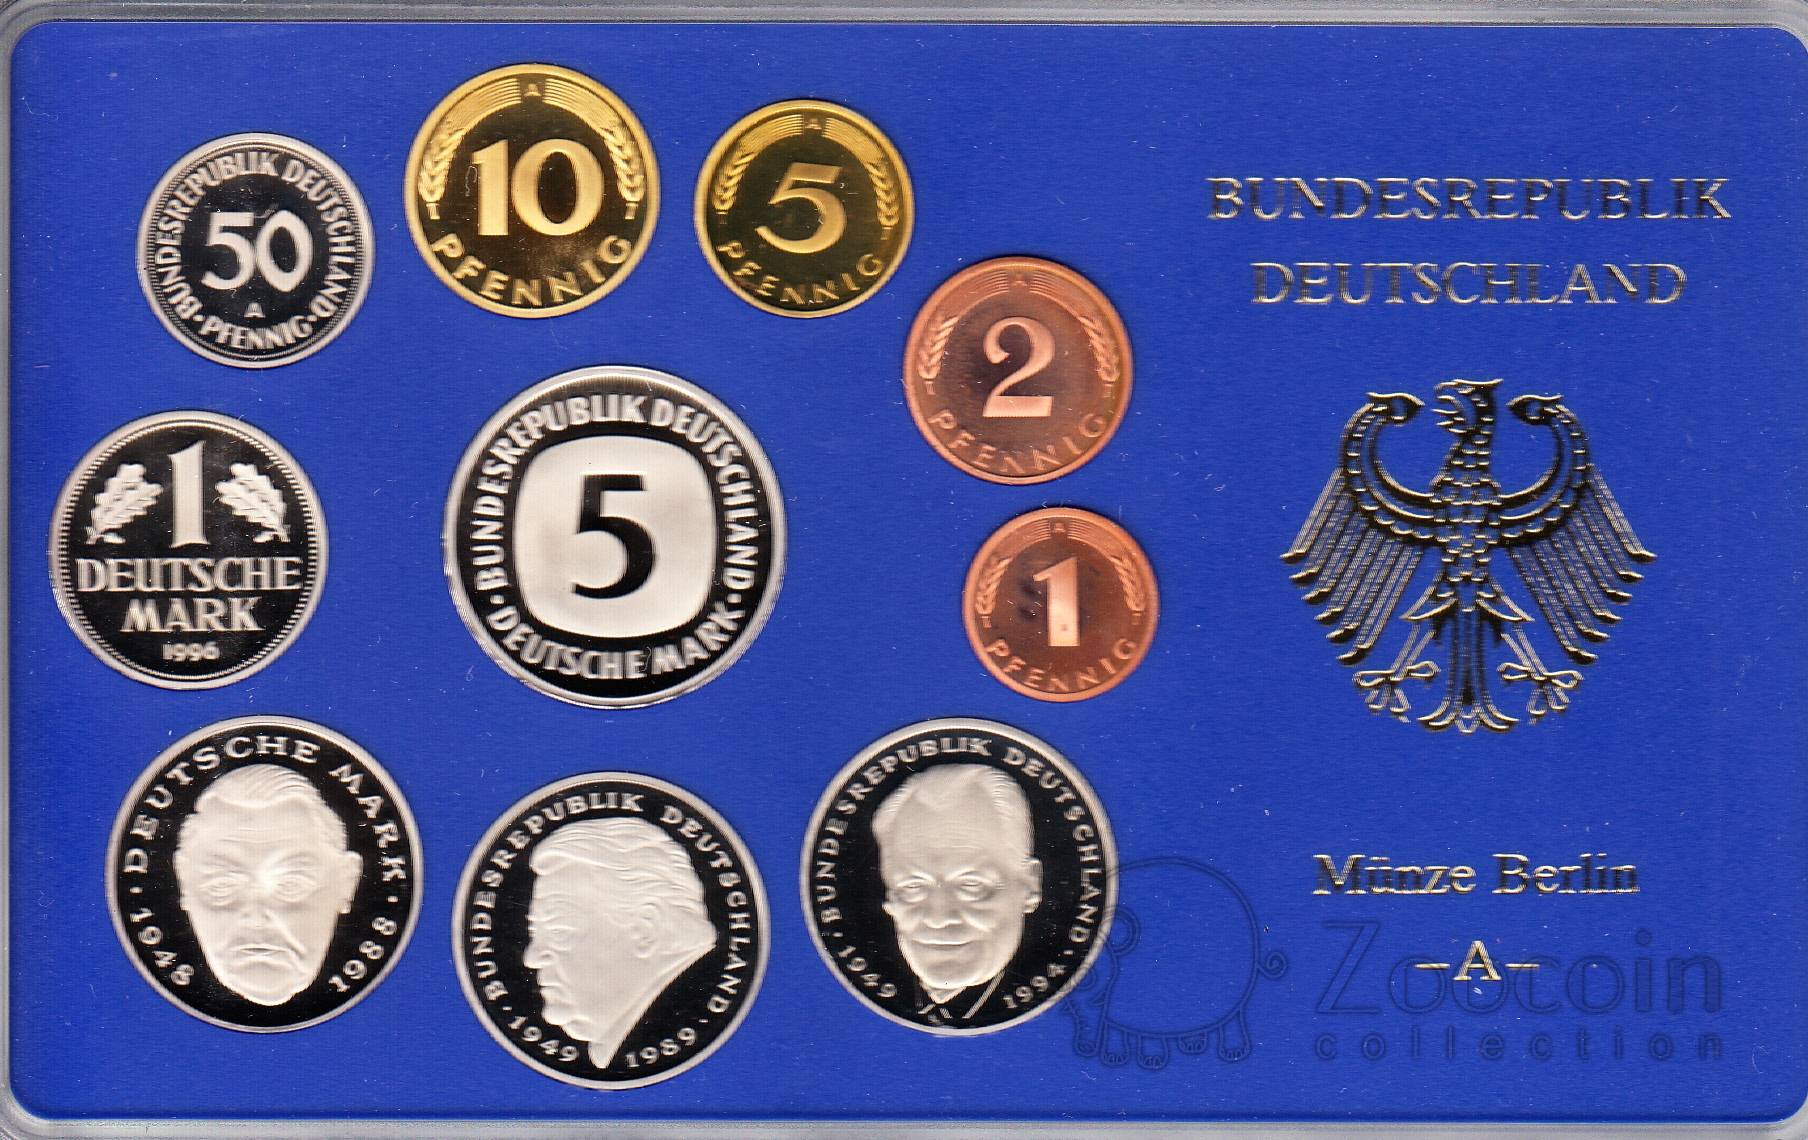 BUNDESREPUBLIK DEUTSCHLAND
50
A
PFENNIG
A
10
PFENNIG
A
5
PFENNIG
A
2
PFENNIG
A
1
PFENNIG
1
DEUTSCHE
MARK
1996
BUNDESREPUBLIK DEUTSCHLAND
5
DEUTSCHE MARK
DEUTSCHE MARK
1948 1988
BUNDESREPUBLIK DEUTSCHLAND
1949 1989
BUNDESREPUBLIK DEUTSCHLAND
1949 1994
BUNDESREPUBLIK
DEUTSCHLAND
Münze Berlin
–A–
Zoocoin
collection